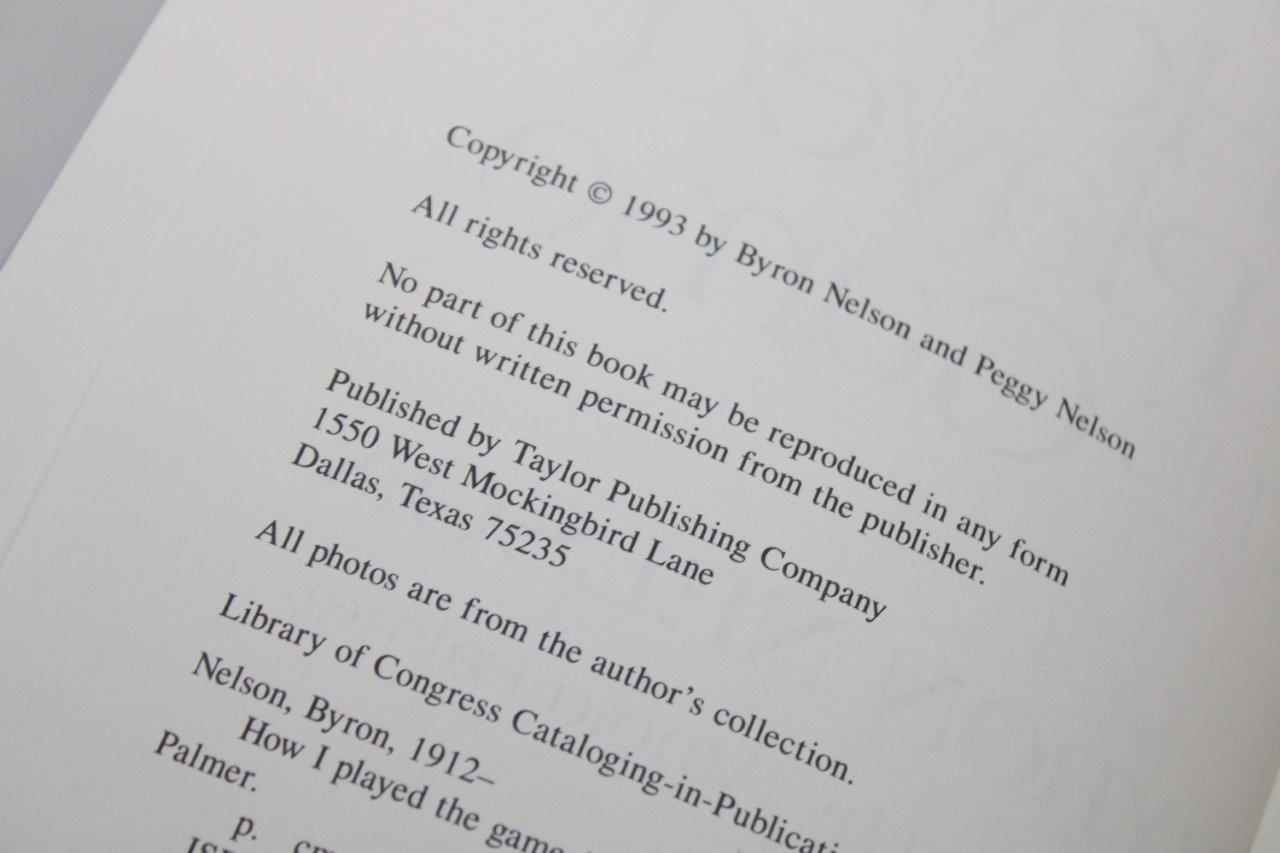 Copyright © 1993 by Byron Nelson and Peggy Nelson
All rights reserved.
No part of this book may be reproduced in any form
without written permission from the publisher.
Published by Taylor Publishing Company
1550 West Mockingbird Lane
Dallas, Texas 75235
All photos are from the author's collection.
Library of Congress Cataloging-in-Publicati
Nelson, Byron, 1912–
How I played the game
Palmer.
p. cm